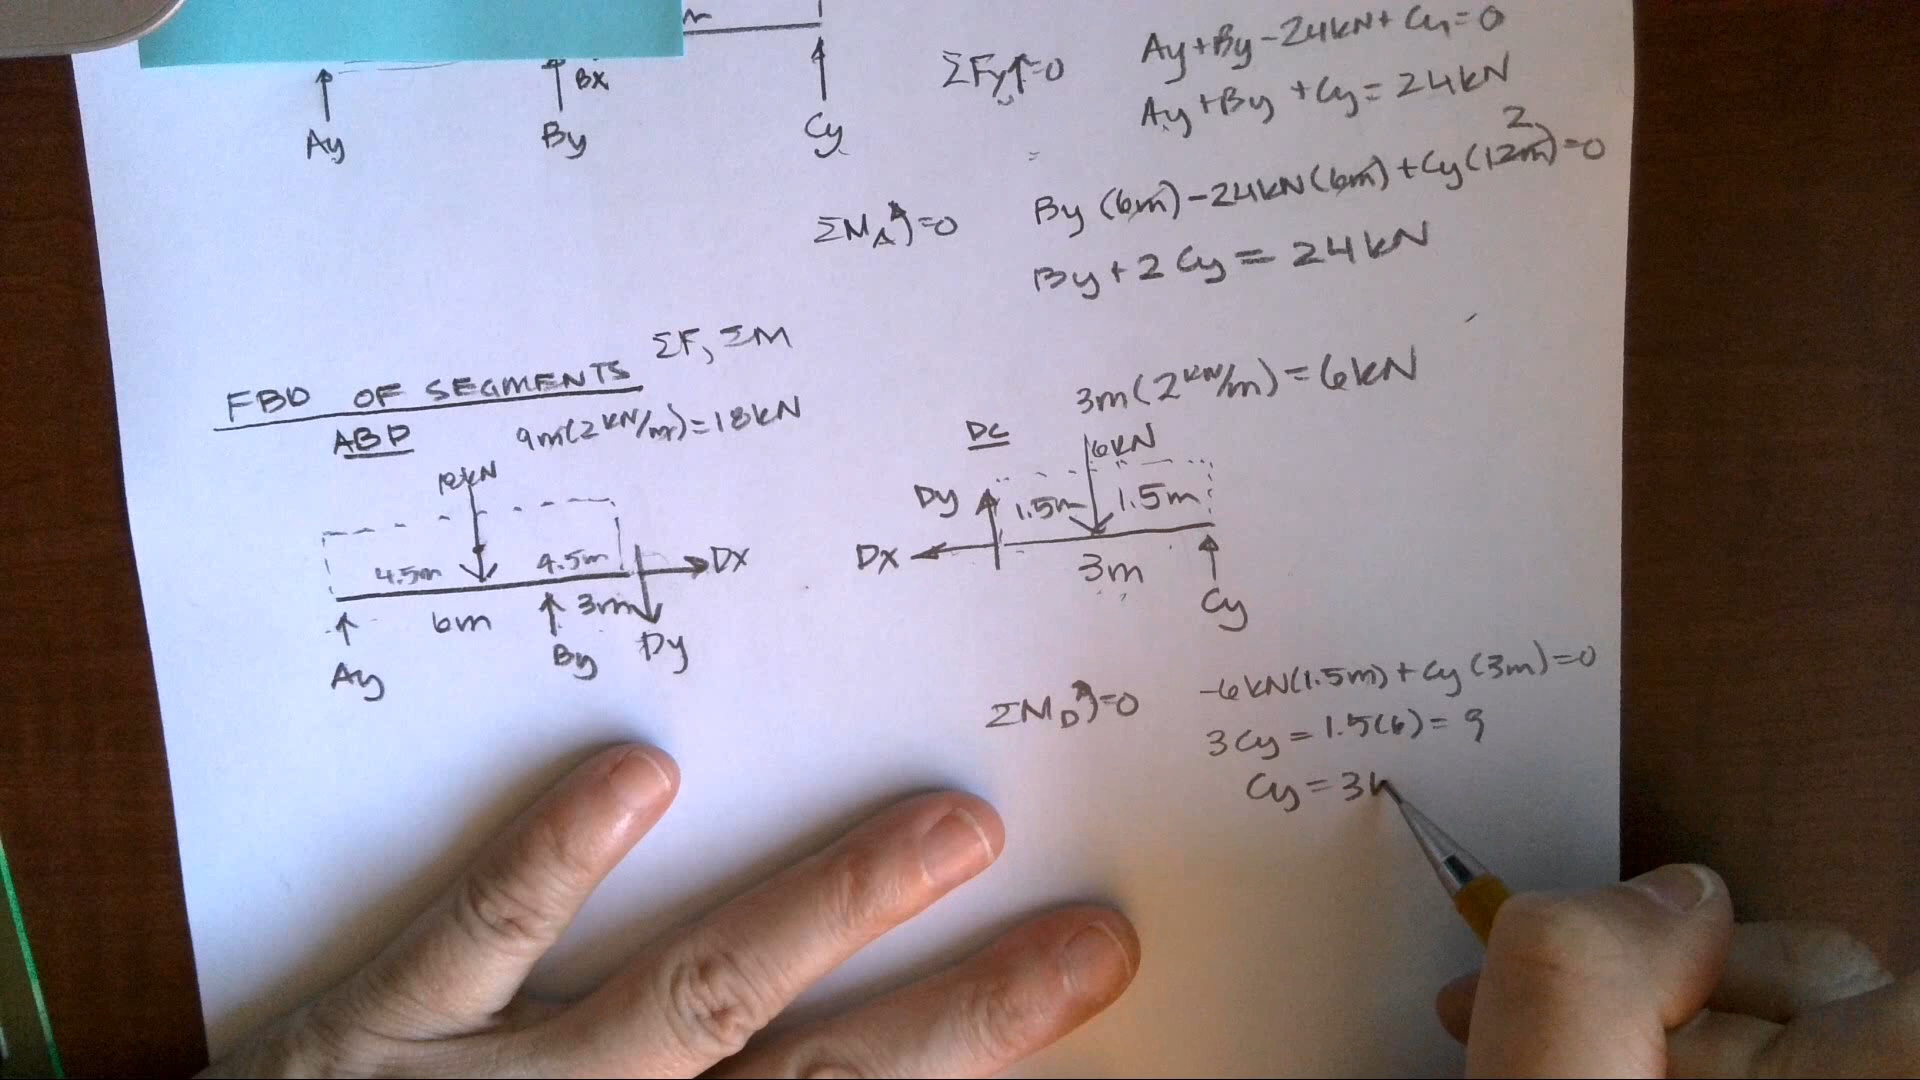 m
Bx
Ay
By
Cy
ΣFy↑=0
Ay+By-24kN+Cy=0
Ay+By+Cy=24kN
ΣMA=0
2
By(6m)-24kN(6m)+Cy(12m)=0
By+2Cy=24kN
FBD OF SEGMENTS
ΣF, ΣM
ABD
9m(2kN/m)=18kN
18kN
4.5m
4.5m
Dx
6m
3m
Ay
By
Dy
3m(2kN/m)=6kN
DC
6kN
Dy
1.5m
1.5m
Dx
3m
Cy
ΣMD=0
-6kN(1.5m)+Cy(3m)=0
3Cy=1.5(6)=9
Cy=3k